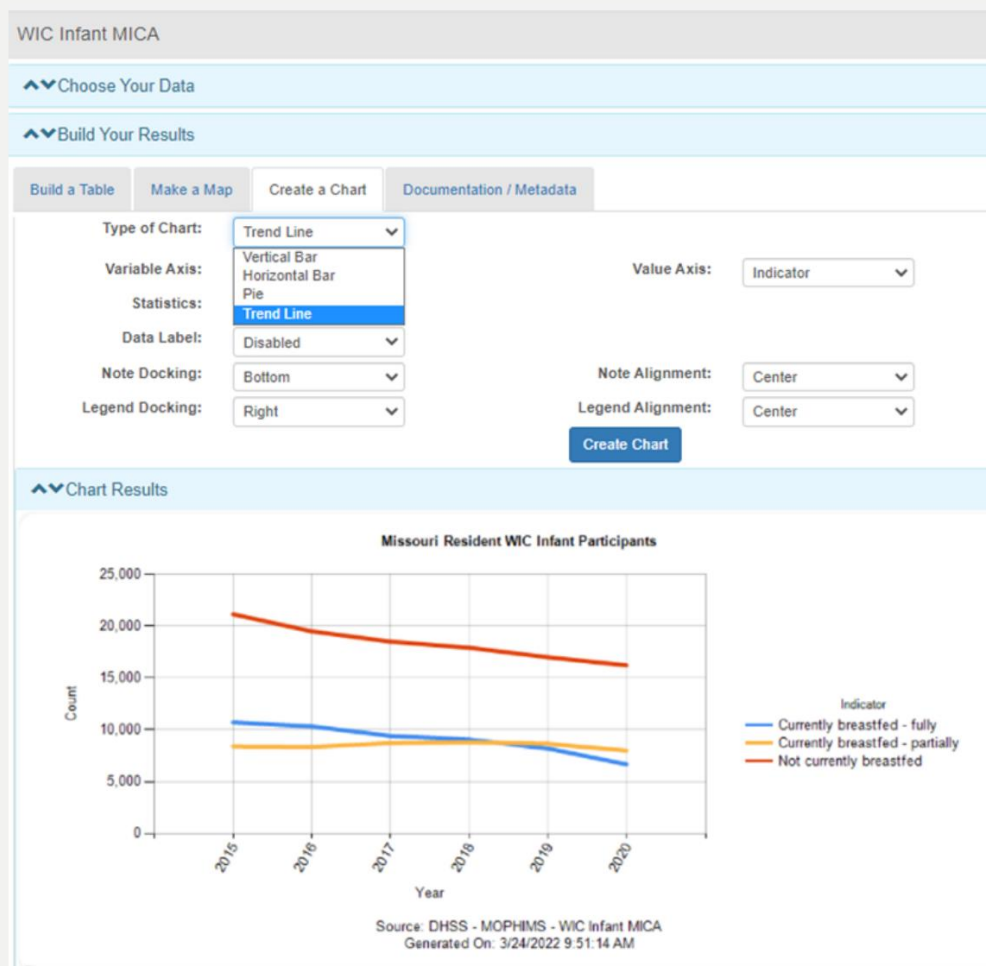 WIC Infant MICA
Choose Your Data
Build Your Results
Build a Table Make a Map Create a Chart Documentation / Metadata
Type of Chart: Trend Line
Vertical Bar
Variable Axis: Horizontal Bar Value Axis: Indicator
Pie
Statistics: Trend Line
Data Label: Disabled
Note Docking: Bottom Note Alignment: Center
Legend Docking: Right Legend Alignment: Center
Create Chart
Chart Results
Missouri Resident WIC Infant Participants
25,000
20,000
15,000
10,000
5,000
0
Count
2015 2016 2017 2018 2019 2020
Year
Indicator
Currently breastfed - fully
Currently breastfed - partially
Not currently breastfed
Source: DHSS - MOPHIMS - WIC Infant MICA
Generated On: 3/24/2022 9:51:14 AM